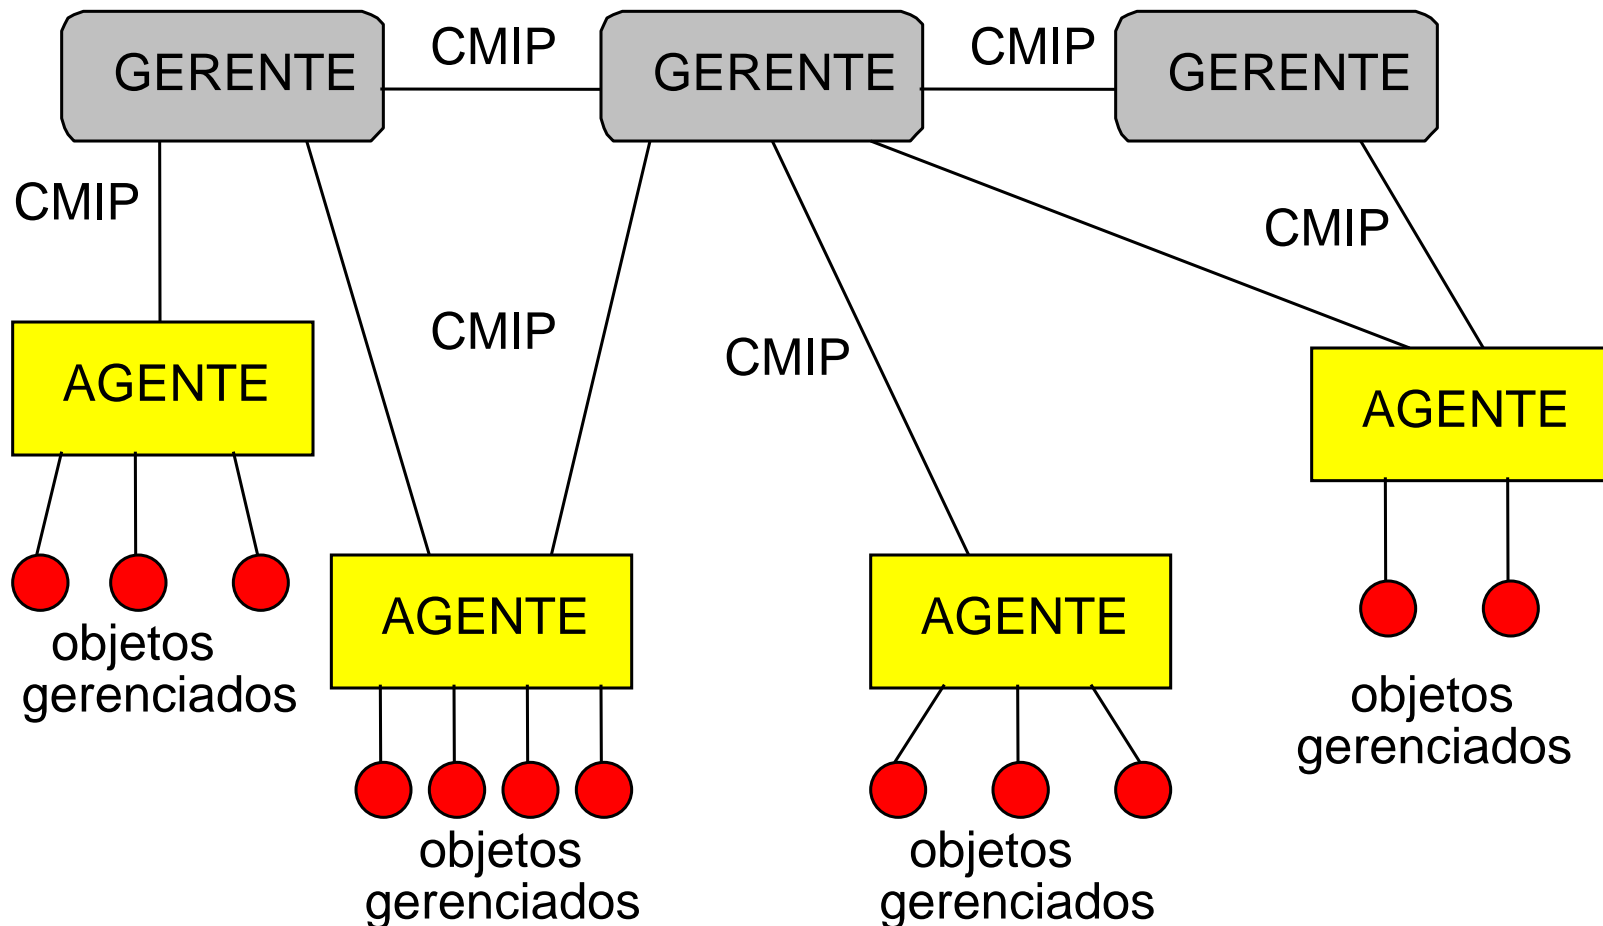 CMIP
CMIP
GERENTE
GERENTE
GERENTE
CMIP
CMIP
CMIP
CMIP
AGENTE
AGENTE
AGENTE
AGENTE
objetos
gerenciados
objetos
gerenciados
objetos
gerenciados
objetos
gerenciados